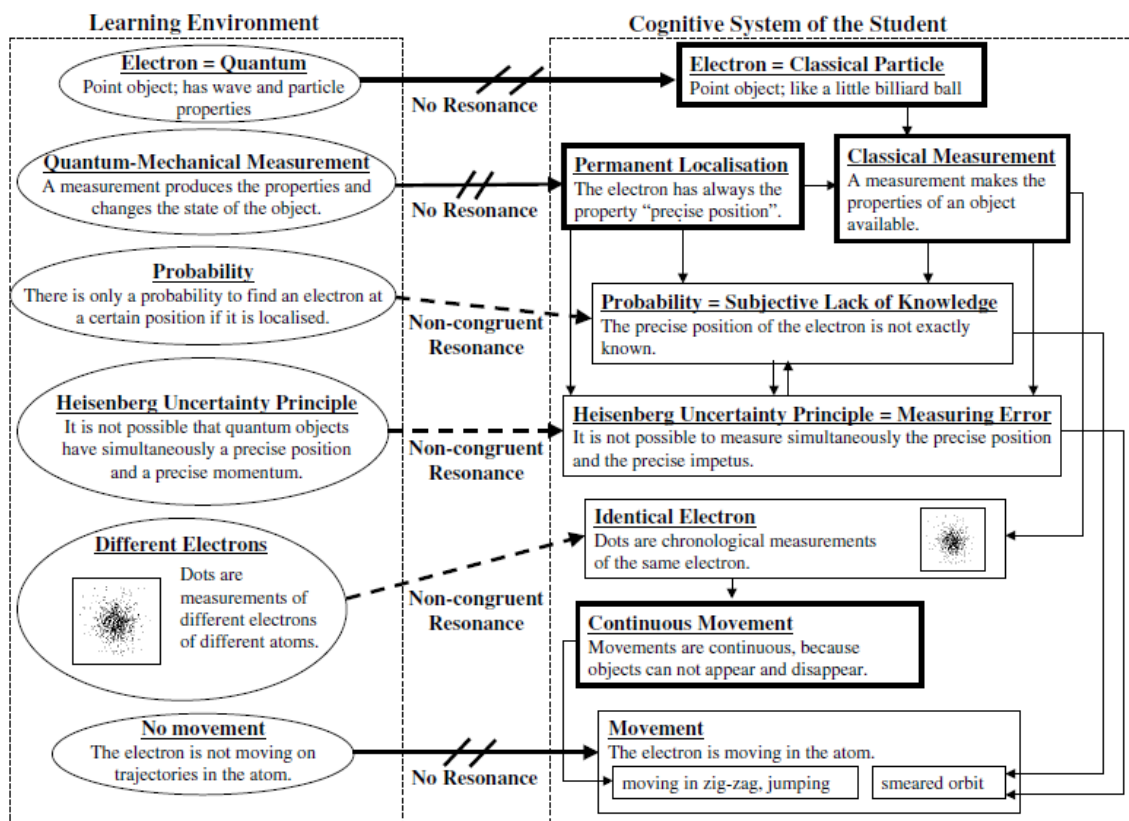 Learning Environment
Cognitive System of the Student
Electron = Quantum
Point object; has wave and particle
properties
No Resonance
Electron = Classical Particle
Point object; like a little billiard ball
Quantum-Mechanical Measurement
A measurement produces the properties and
changes the state of the object.
No Resonance
Permanent Localisation
The electron has always the
property “precise position”.
Classical Measurement
A measurement makes the
properties of an object
available.
Probability
There is only a probability to find an electron at
a certain position if it is localised.
Non-congruent
Resonance
Probability = Subjective Lack of Knowledge
The precise position of the electron is not exactly
known.
Heisenberg Uncertainty Principle
It is not possible that quantum objects
have simultaneously a precise position
and a precise momentum.
Non-congruent
Resonance
Heisenberg Uncertainty Principle = Measuring Error
It is not possible to measure simultaneously the precise position
and the precise impetus.
Different Electrons
Dots are
measurements of
different electrons
of different atoms.
Non-congruent
Resonance
Identical Electron
Dots are chronological measurements
of the same electron.
Continuous Movement
Movements are continuous, because
objects can not appear and disappear.
No movement
The electron is not moving on
trajectories in the atom.
No Resonance
Movement
The electron is moving in the atom.
moving in zig-zag, jumping
smeared orbit